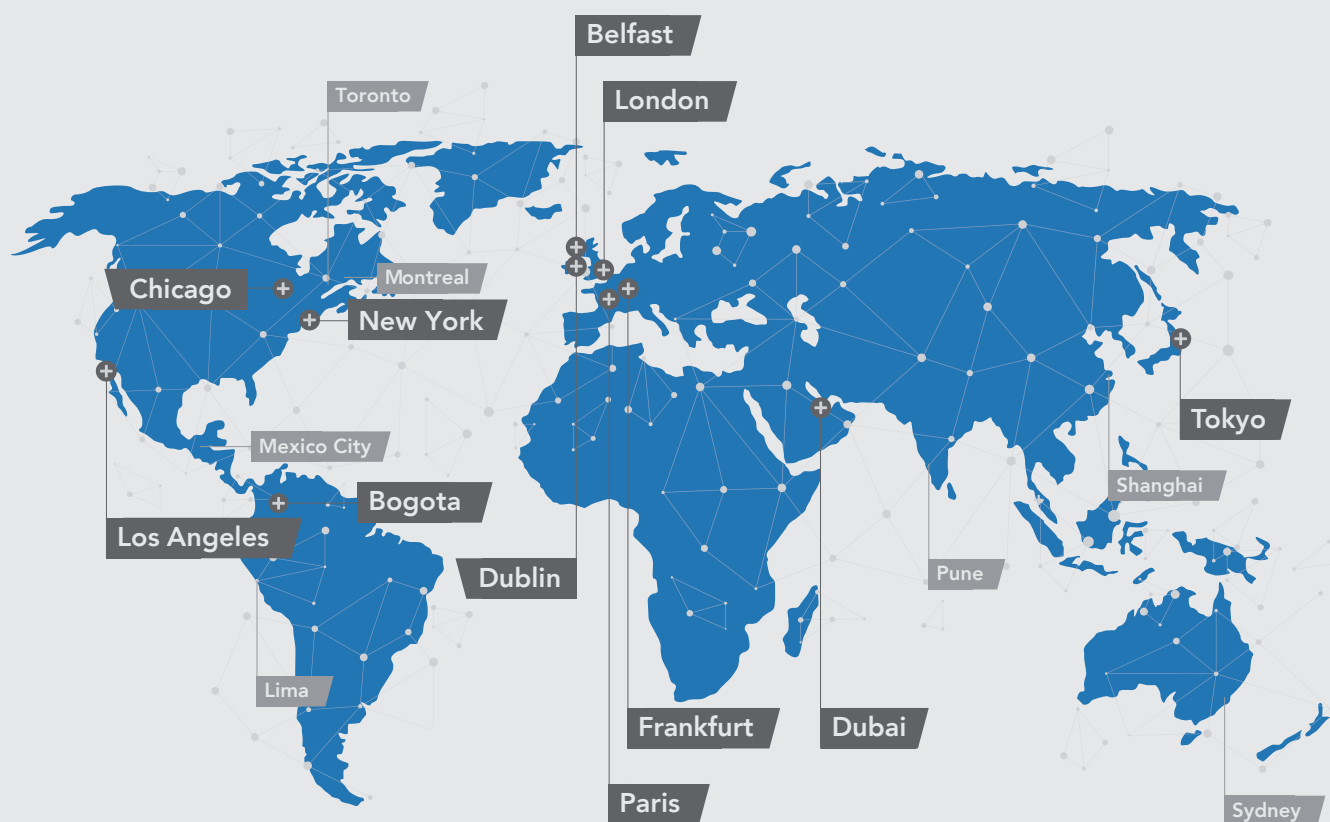 Belfast
Toronto
London
Montreal
Chicago
New York
Tokyo
Mexico City
Shanghai
Bogota
Los Angeles
Dublin
Pune
Lima
Frankfurt
Dubai
Paris
Sydney